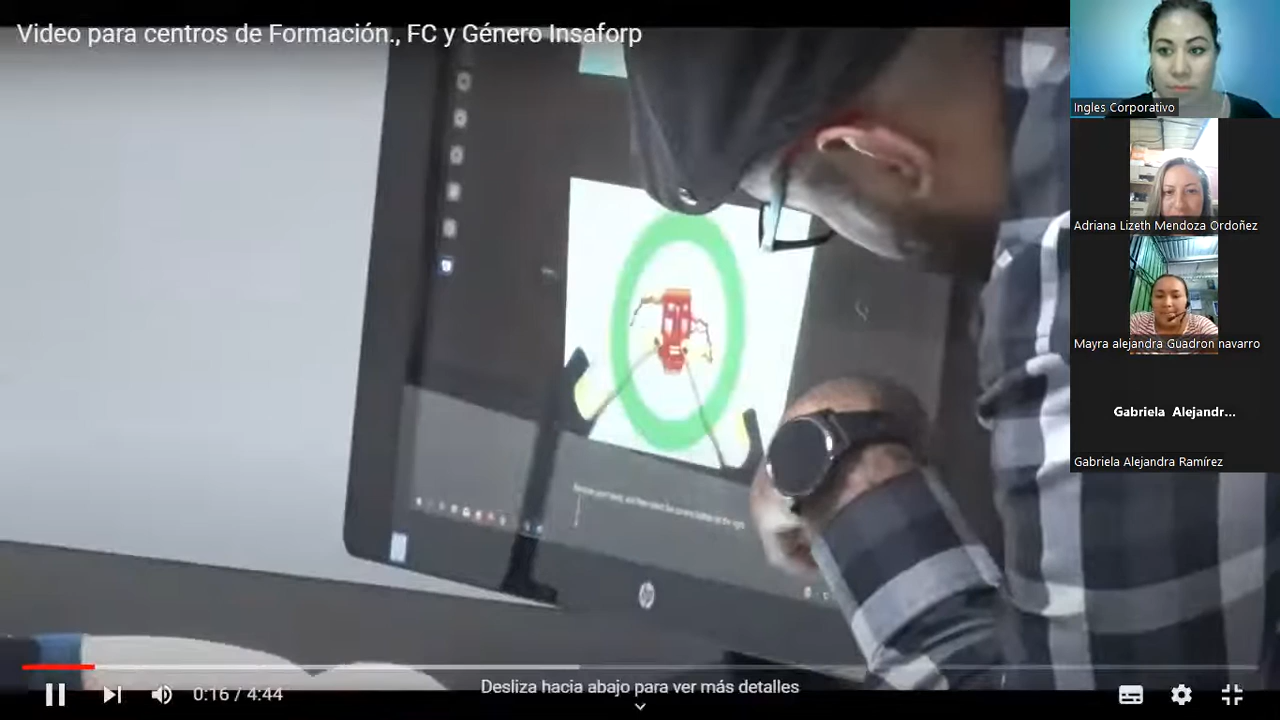 Video para centros de Formación., FC y Género Insaforp
Ingles Corporativo
Adriana Lizeth Mendoza Ordoñez
Mayra alejandra Guadron navarro
Gabriela Alejandr...
Gabriela Alejandra Ramírez
hp
0:16 / 4:44
Desliza hacia abajo para ver más detalles